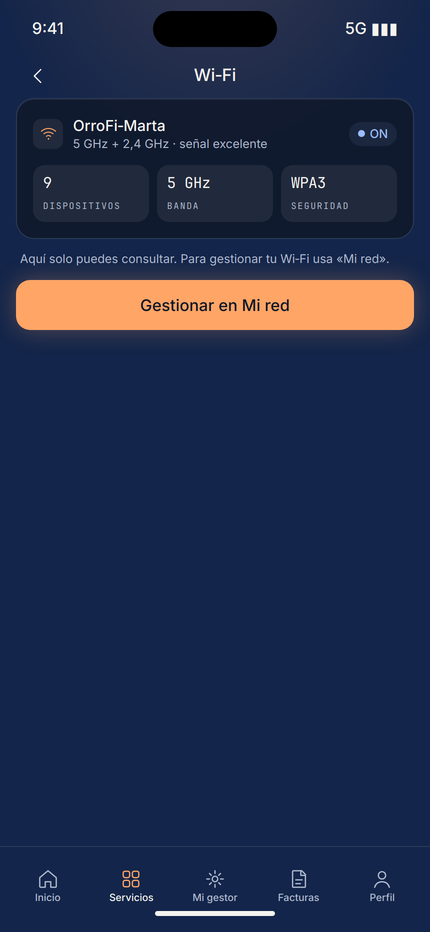 9:41
5G
Wi-Fi
OrroFi-Marta
5 GHz + 2,4 GHz · señal excelente
ON
9
DISPOSITIVOS
5 GHz
BANDA
WPA3
SEGURIDAD
Aquí solo puedes consultar. Para gestionar tu Wi-Fi usa «Mi red».
Gestionar en Mi red
Inicio
Servicios
Mi gestor
Facturas
Perfil